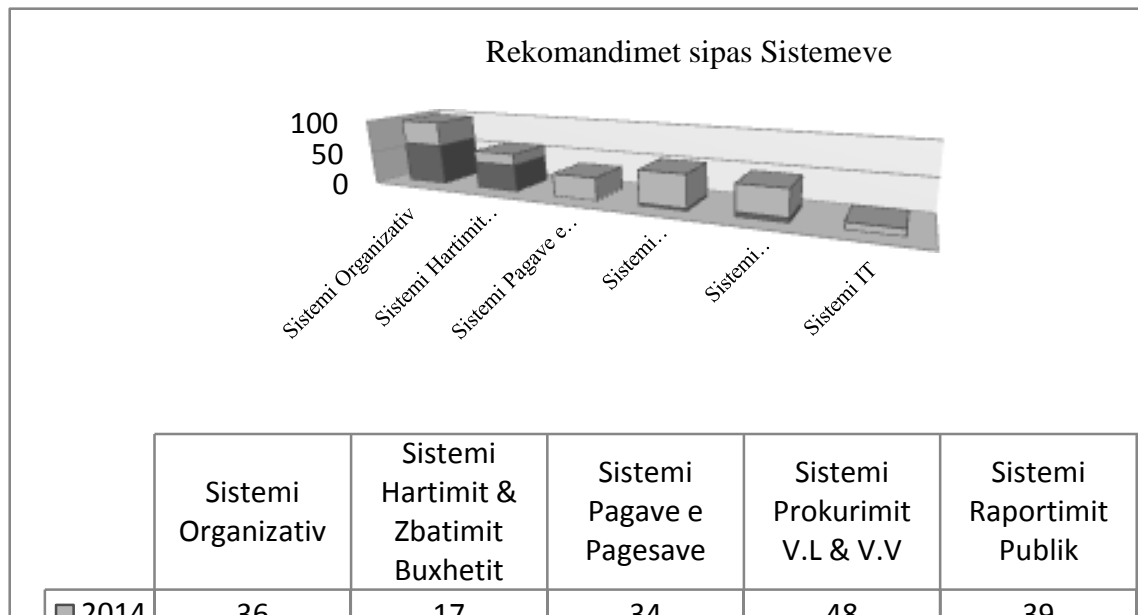 Rekomandimet sipas Sistemeve
100
50
0
Sistemi Organizativ
Sistemi Hartimit..
Sistemi Pagave e..
Sistemi..
Sistemi..
Sistemi IT
Sistemi Organizativ
Sistemi Hartimit & Zbatimit Buxhetit
Sistemi Pagave e Pagesave
Sistemi Prokurimit V.L & V.V
Sistemi Raportimit Publik
2014 36 17 34 48 39